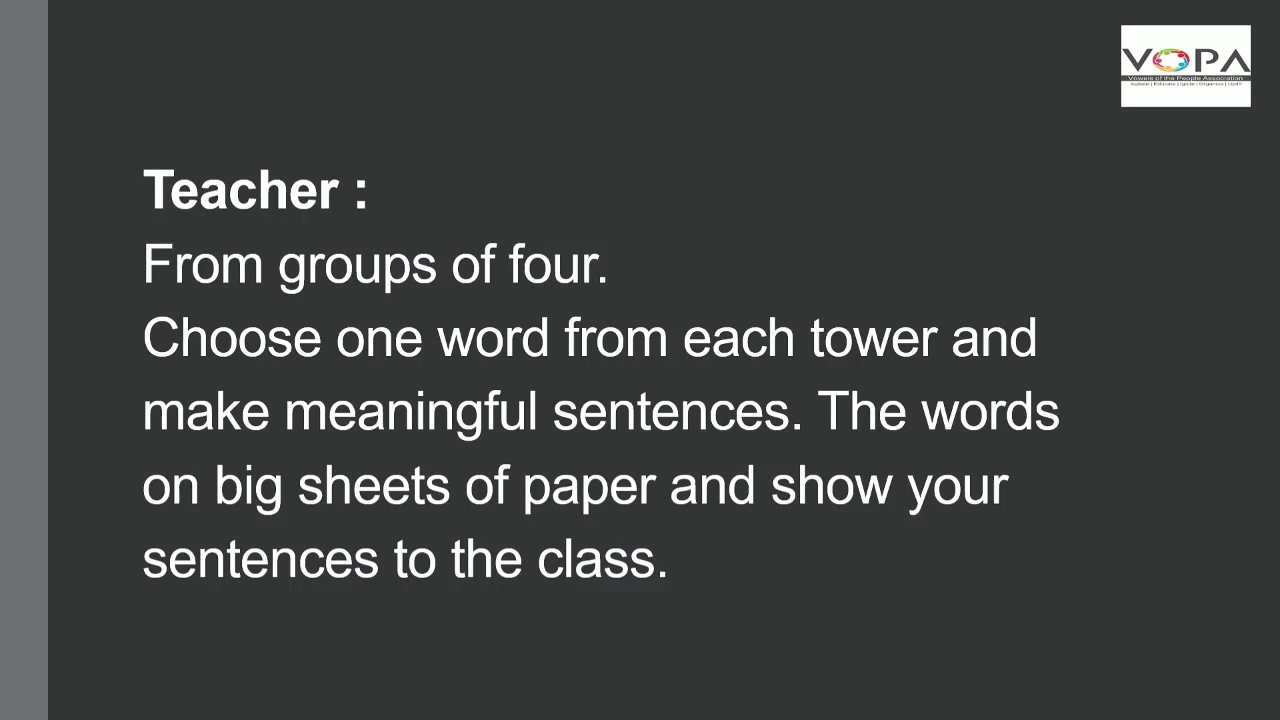 VOPA
Vowels of the People Association
Teacher :
From groups of four.
Choose one word from each tower and
make meaningful sentences. The words
on big sheets of paper and show your
sentences to the class.